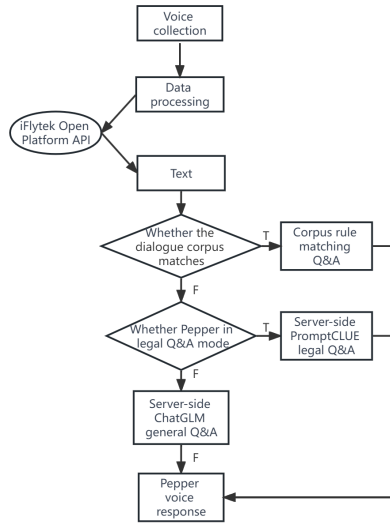 Voice
collection
Data
processing
iFlytek Open
Platform API
Text
Whether the
dialogue corpus
matches
T
Corpus rule
matching
Q&A
F
Whether Pepper in
legal Q&A mode
T
Server-side
PromptCLUE
legal Q&A
F
Server-side
ChatGLM
general Q&A
F
Pepper
voice
response